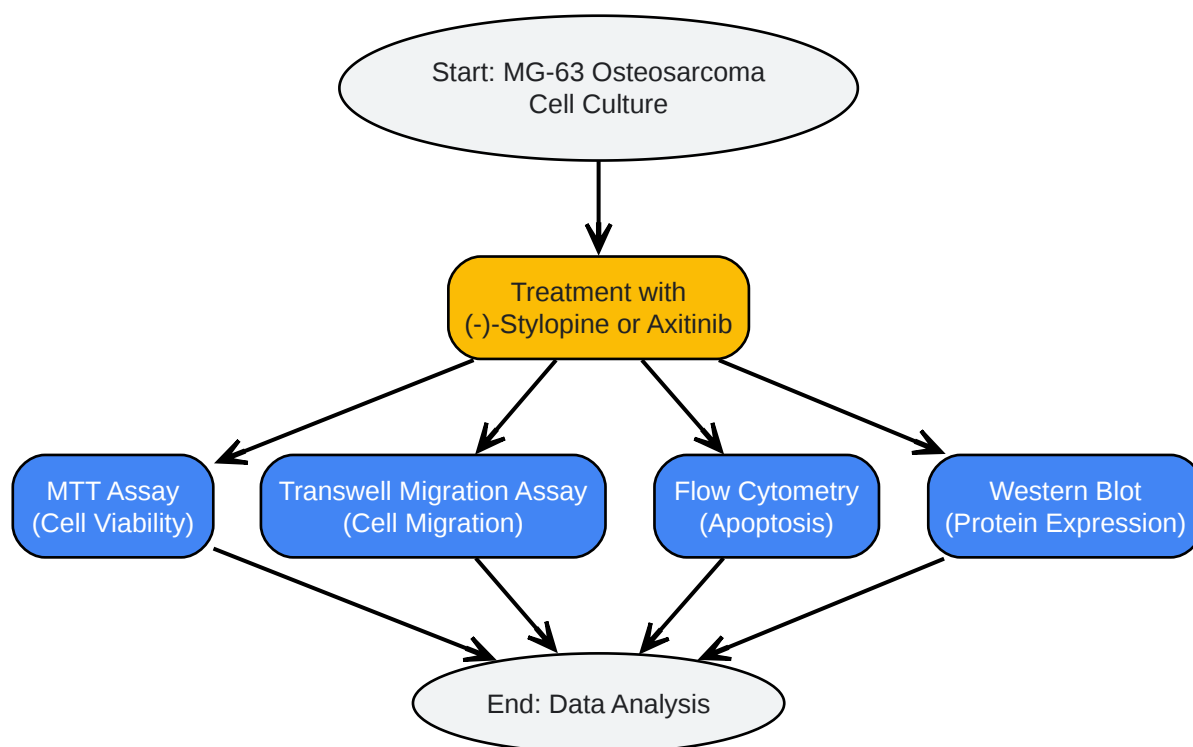 Start: MG-63 Osteosarcoma
Cell Culture
Treatment with
(-)-Stylopine or Axitinib
MTT Assay
(Cell Viability)
Transwell Migration Assay
(Cell Migration)
Flow Cytometry
(Apoptosis)
Western Blot
(Protein Expression)
End: Data Analysis